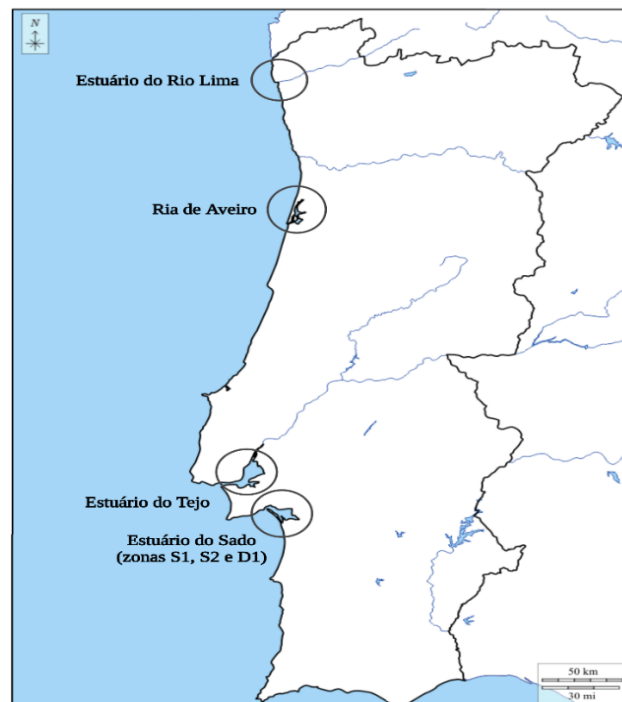 N
Estuário do Rio Lima
Ria de Aveiro
Estuário do Tejo
Estuário do Sado
(zonas S1, S2 e D1)
50 km
30 mi